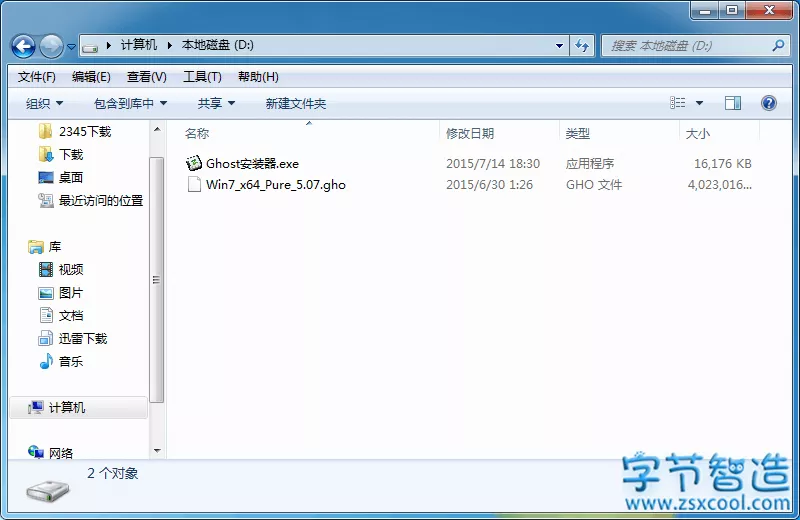 计算机 本地磁盘 (D:)
搜索 本地磁盘 (D:)
文件(F) 编辑(E) 查看(V) 工具(T) 帮助(H)
组织 包含到库中 共享 新建文件夹
名称 修改日期 类型 大小
Ghost安装器.exe 2015/7/14 18:30 应用程序 16,176 KB
Win7_x64_Pure_5.07.gho 2015/6/30 1:26 GHO 文件 4,023,016...
2345下载
下载
桌面
最近访问的位置
库
视频
图片
文档
迅雷下载
音乐
计算机
网络
2 个对象
字节智造
www.zsxcool.com